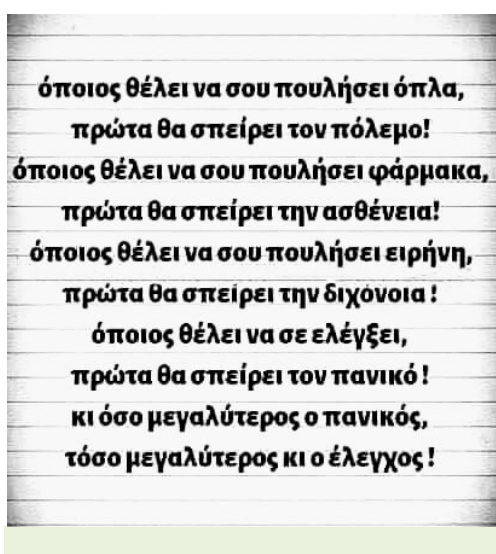 όποιος θέλει να σου πουλήσει όπλα,
πρώτα θα σπείρει τον πόλεμο!
όποιος θέλει να σου πουλήσει φάρμακα,
πρώτα θα σπείρει την ασθένεια!
όποιος θέλει να σου πουλήσει ειρήνη,
πρώτα θα σπείρει την διχόνοια !
όποιος θέλει να σε ελέγξει,
πρώτα θα σπείρει τον πανικό !
κι όσο μεγαλύτερος ο πανικός,
τόσο μεγαλύτερος κι ο έλεγχος !